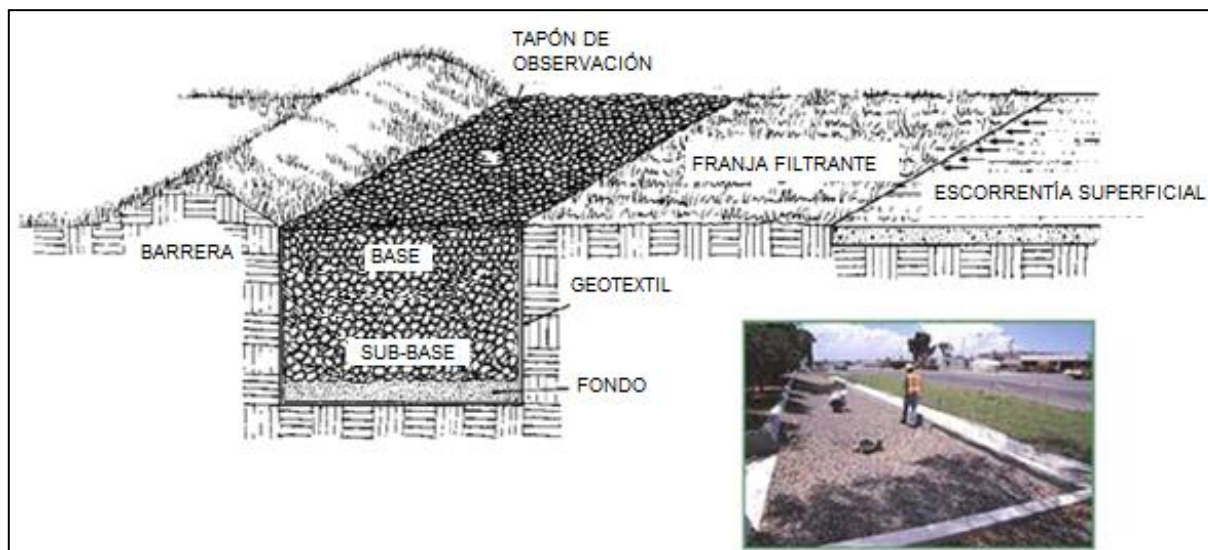 TAPÓN DE
OBSERVACIÓN
FRANJA FILTRANTE
ESCORRENTÍA SUPERFICIAL
BARRERA
BASE
GEOTEXTIL
SUB-BASE
FONDO